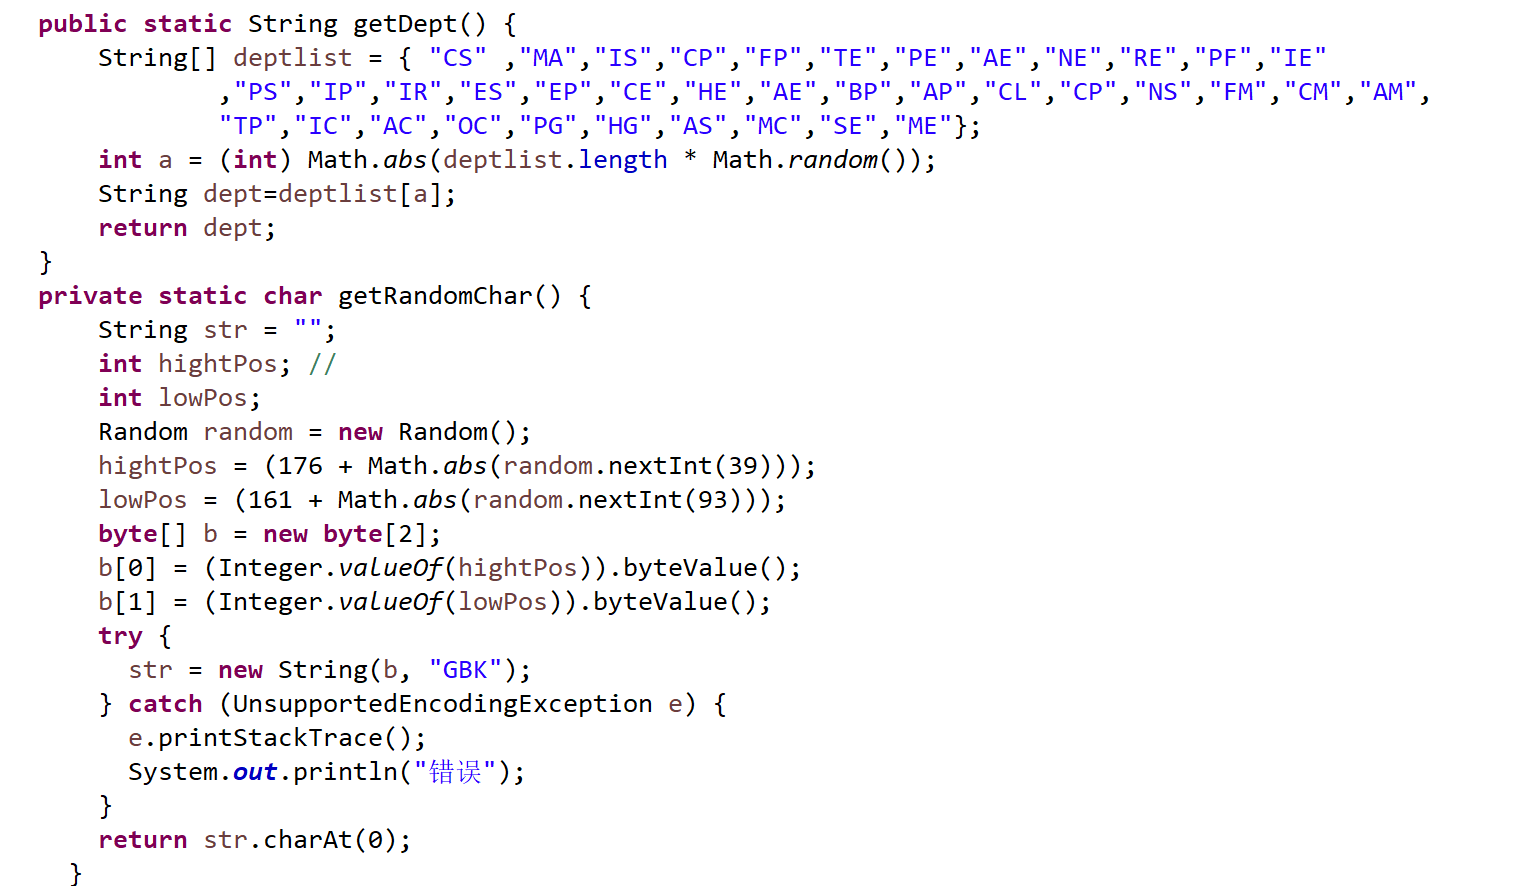 public static String getDept() {
    String[] deptlist = { "CS" ,"MA","IS","CP","FP","TE","PE","AE","NE","RE","PF","IE"
            ,"PS","IP","IR","ES","EP","CE","HE","AE","BP","AP","CL","CP","NS","FM","CM","AM",
            "TP","IC","AC","OC","PG","HG","AS","MC","SE","ME"};
    int a = (int) Math.abs(deptlist.length * Math.random());
    String dept=deptlist[a];
    return dept;
}
private static char getRandomChar() {
    String str = "";
    int hightPos; //
    int lowPos;
    Random random = new Random();
    hightPos = (176 + Math.abs(random.nextInt(39)));
    lowPos = (161 + Math.abs(random.nextInt(93)));
    byte[] b = new byte[2];
    b[0] = (Integer.valueOf(hightPos)).byteValue();
    b[1] = (Integer.valueOf(lowPos)).byteValue();
    try {
      str = new String(b, "GBK");
    } catch (UnsupportedEncodingException e) {
      e.printStackTrace();
      System.out.println("错误");
    }
    return str.charAt(0);
  }